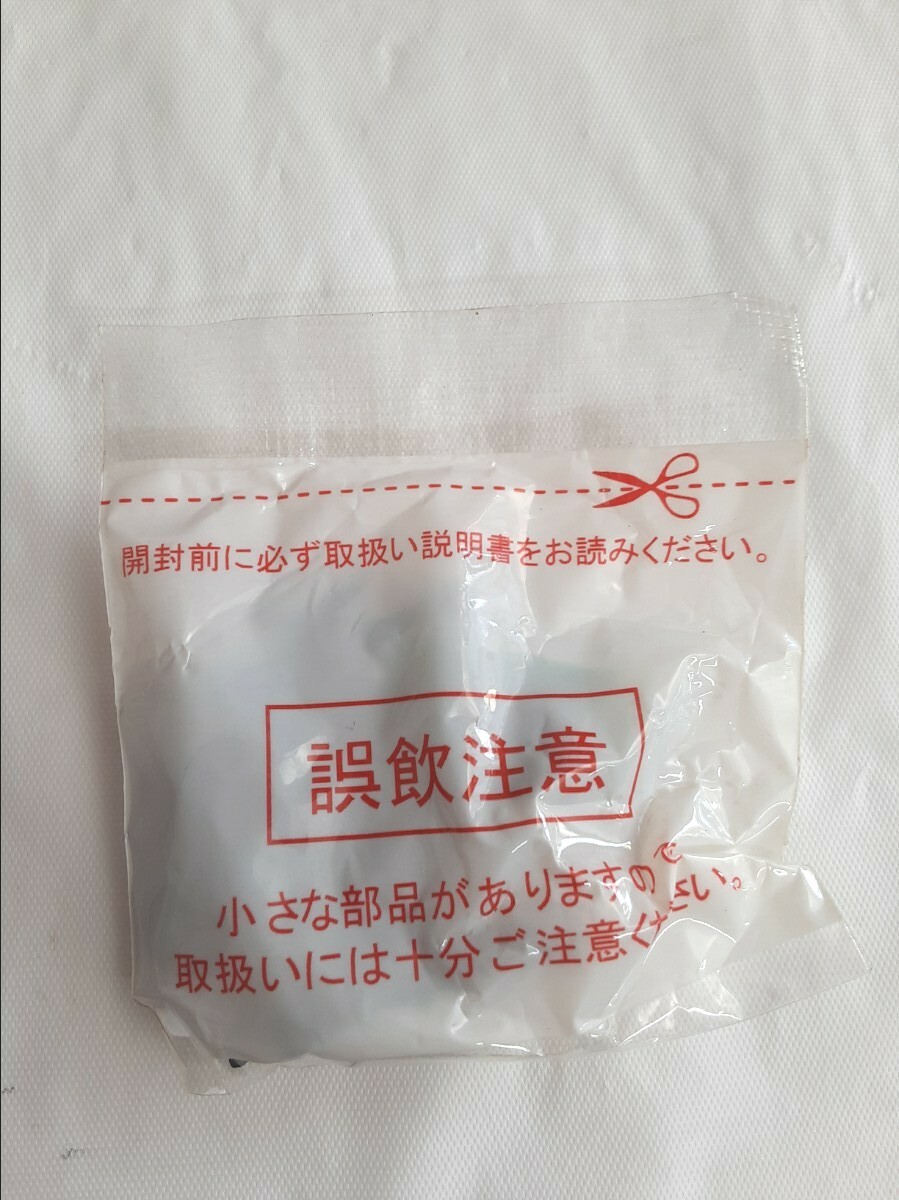 開封前に必ず取扱い説明書をお読みください。
誤飲注意
小さな部品がありますので
取扱いには十分ご注意ください。